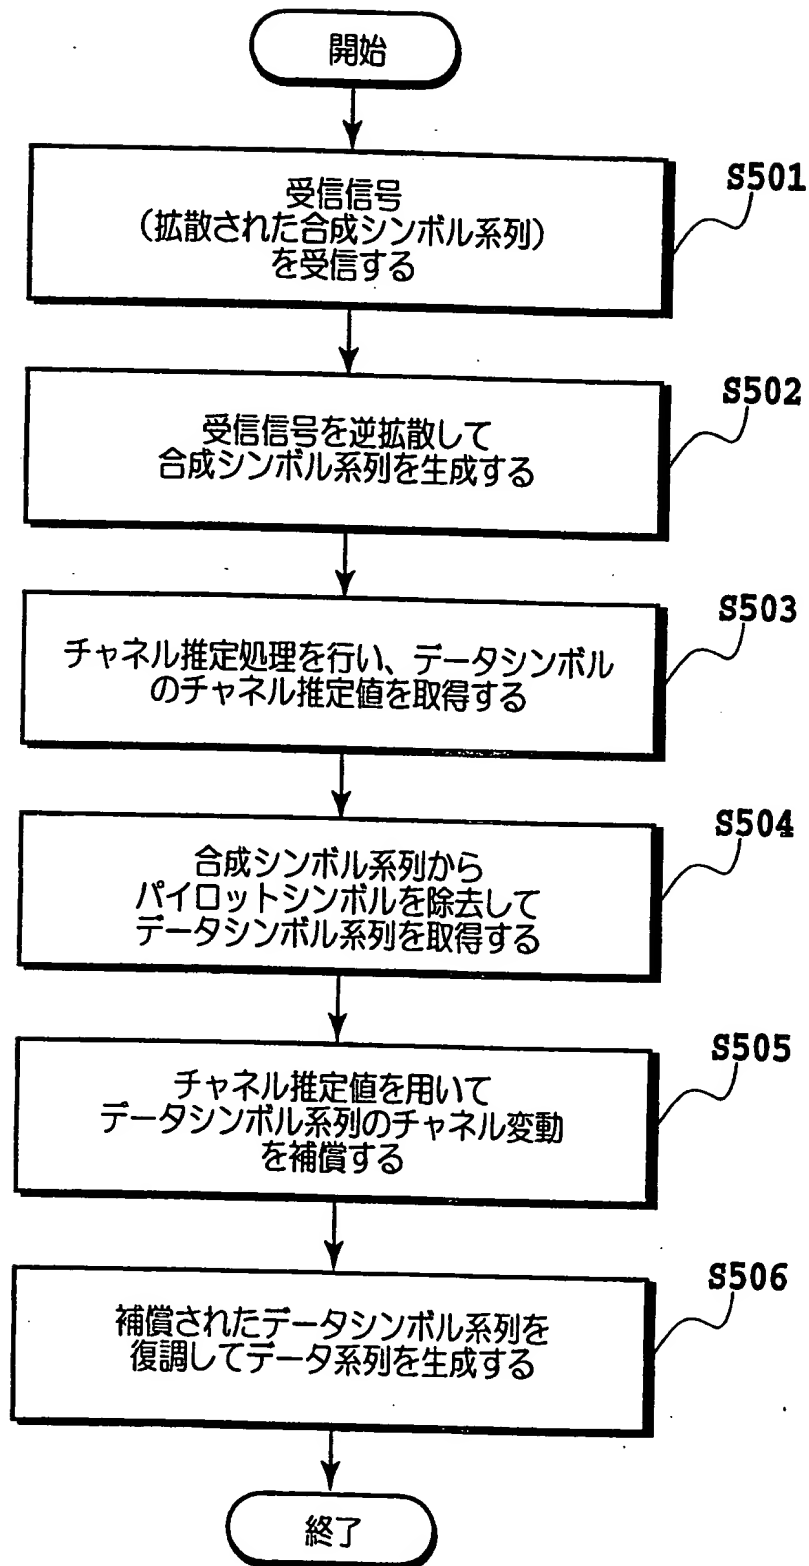 開始
受信信号
（拡散された合成シンボル系列）
を受信する
S501
受信信号を逆拡散して
合成シンボル系列を生成する
S502
チャネル推定処理を行い、データシンボル
のチャネル推定値を取得する
S503
合成シンボル系列から
パイロットシンボルを除去して
データシンボル系列を取得する
S504
チャネル推定値を用いて
データシンボル系列のチャネル変動
を補償する
S505
補償されたデータシンボル系列を
復調してデータ系列を生成する
S506
終了